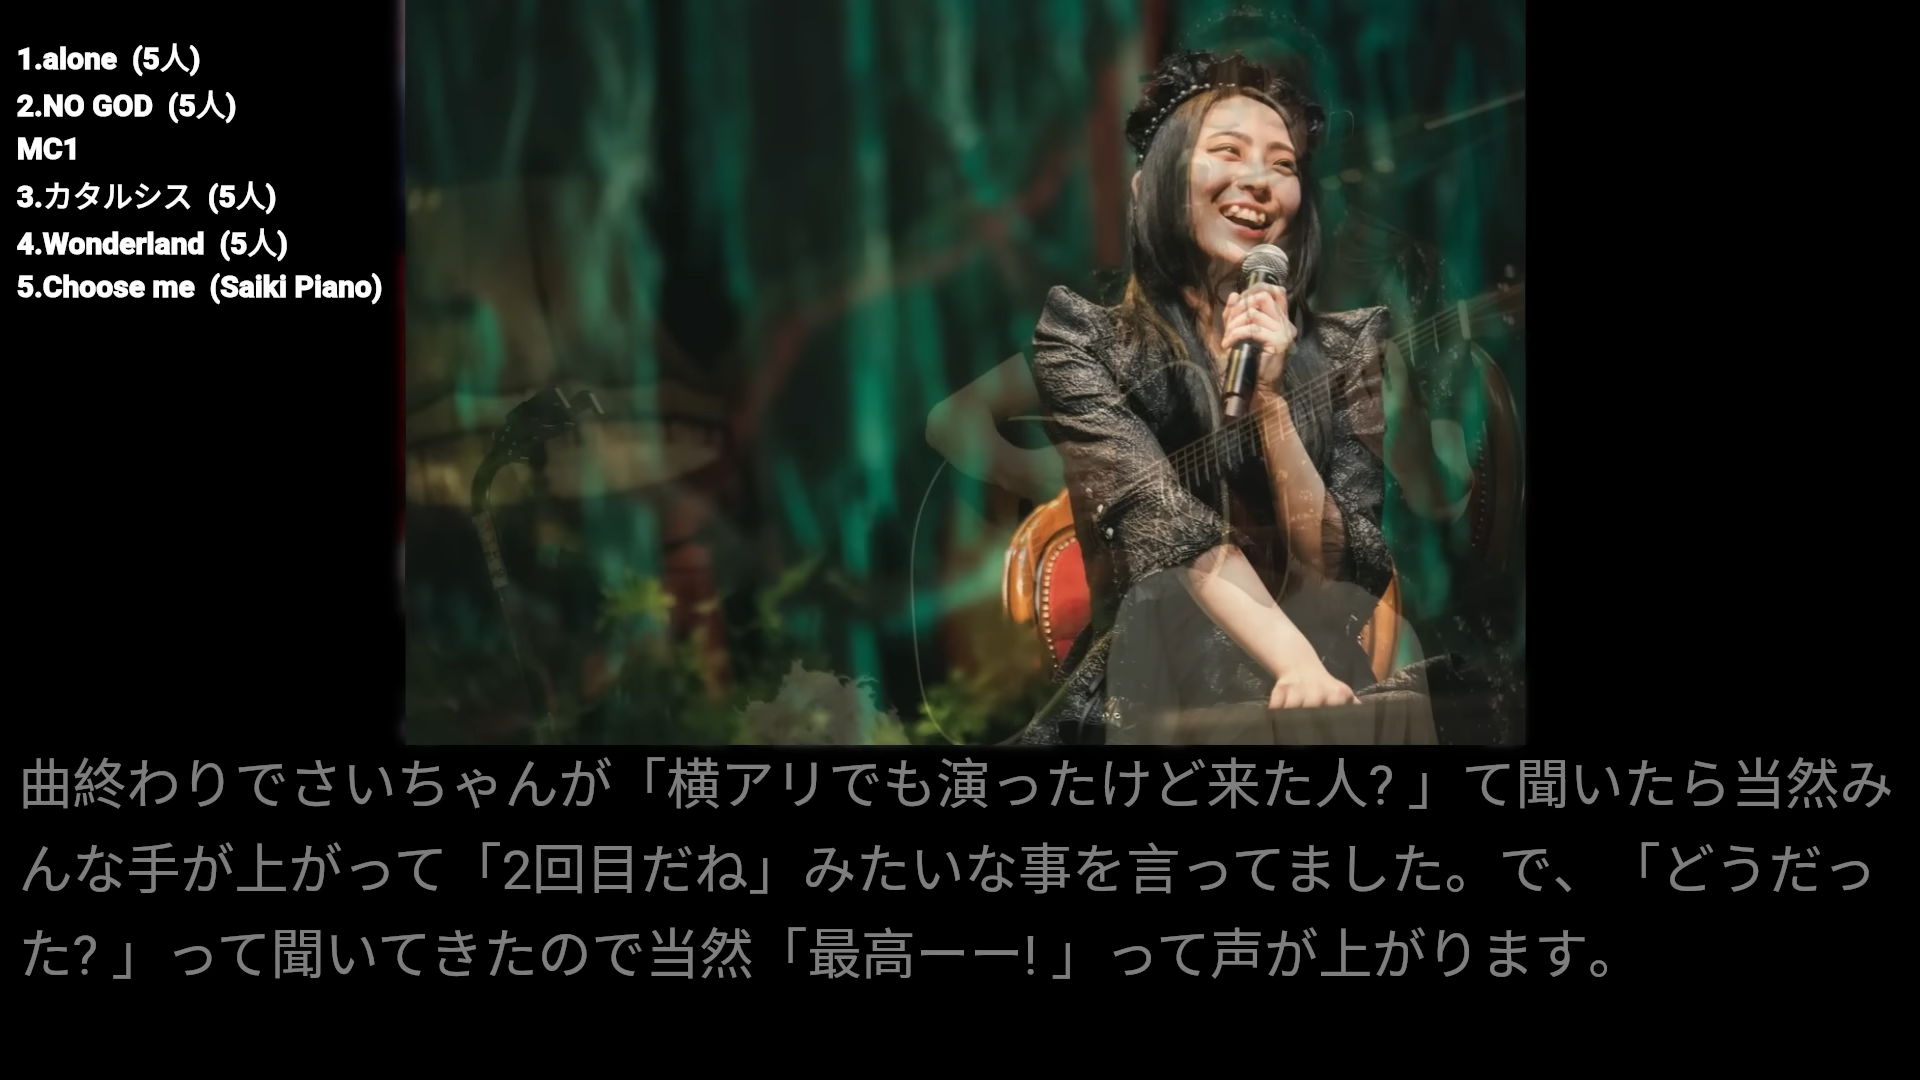 1.alone (5人)
2.NO GOD (5人)
MC1
3.カタルシス (5人)
4.Wonderland (5人)
5.Choose me (Saiki Piano)
曲終わりでさいちゃんが「横アリでも演ったけど来た人? 」て聞いたら当然み
んな手が上がって「2回目だね」みたいな事を言ってました。で、「どうだっ
た? 」って聞いてきたので当然「最高ーー! 」って声が上がります。